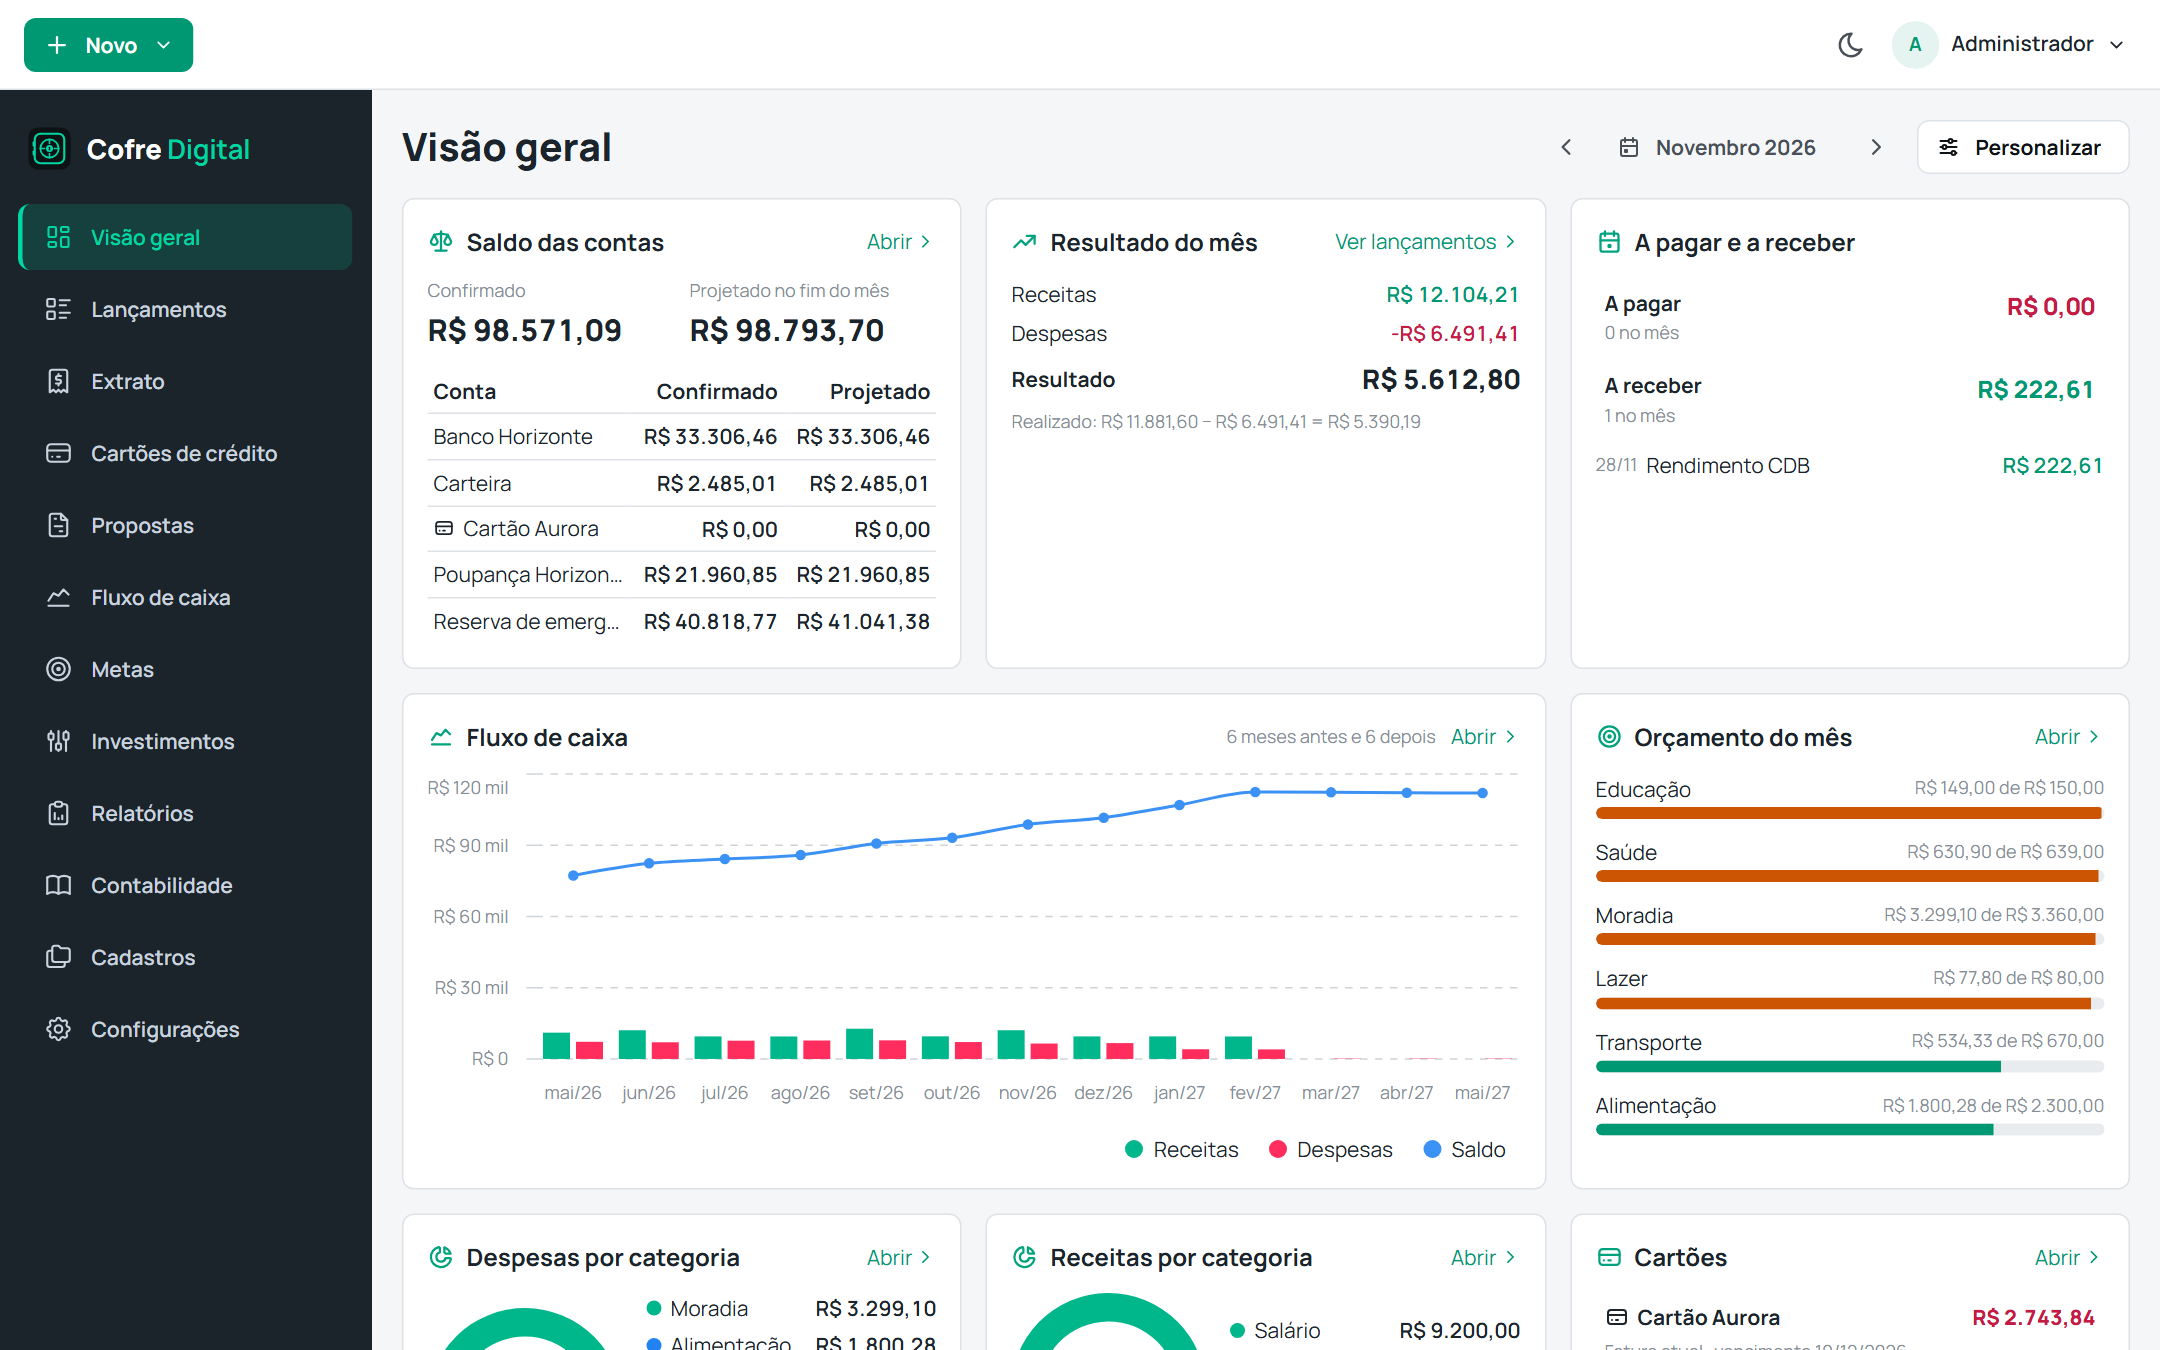 Novo
A Administrador
Cofre Digital
Visão geral
Lançamentos
Extrato
Cartões de crédito
Propostas
Fluxo de caixa
Metas
Investimentos
Relatórios
Contabilidade
Cadastros
Configurações
Visão geral
Novembro 2026
Personalizar
Saldo das contas Abrir
Confirmado Projetado no fim do mês
R$ 98.571,09 R$ 98.793,70
Conta Confirmado Projetado
Banco Horizonte R$ 33.306,46 R$ 33.306,46
Carteira R$ 2.485,01 R$ 2.485,01
Cartão Aurora R$ 0,00 R$ 0,00
Poupança Horizon... R$ 21.960,85 R$ 21.960,85
Reserva de emerg... R$ 40.818,77 R$ 41.041,38
Resultado do mês Ver lançamentos
Receitas R$ 12.104,21
Despesas -R$ 6.491,41
Resultado R$ 5.612,80
Realizado: R$ 11.881,60 − R$ 6.491,41 = R$ 5.390,19
A pagar e a receber
A pagar R$ 0,00
0 no mês
A receber R$ 222,61
1 no mês
28/11 Rendimento CDB R$ 222,61
Fluxo de caixa 6 meses antes e 6 depois Abrir
R$ 120 mil
R$ 90 mil
R$ 60 mil
R$ 30 mil
R$ 0
mai/26 jun/26 jul/26 ago/26 set/26 out/26 nov/26 dez/26 jan/27 fev/27 mar/27 abr/27 mai/27
Receitas Despesas Saldo
Orçamento do mês Abrir
Educação R$ 149,00 de R$ 150,00
Saúde R$ 630,90 de R$ 639,00
Moradia R$ 3.299,10 de R$ 3.360,00
Lazer R$ 77,80 de R$ 80,00
Transporte R$ 534,33 de R$ 670,00
Alimentação R$ 1.800,28 de R$ 2.300,00
Despesas por categoria Abrir
Moradia R$ 3.299,10
Alimentação R$ 1.800,28
Receitas por categoria Abrir
Salário R$ 9.200,00
Cartões Abrir
Cartão Aurora R$ 2.743,84